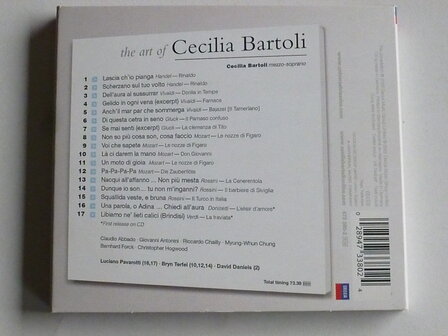 the art of Cecilia Bartoli
Cecilia Bartoli mezzo-soprano
1 Lascia ch'io pianga Handel — Rinaldo
2 Scherzano sul tuo volto Handel — Rinaldo
3 Dell'aura al sussurrar Vivaldi — Dorilla in Tempe
4 Gelido in ogni vena (excerpt) Vivaldi — Farnace
5 Anch'il mar par che sommerga Vivaldi — Bajazet (Il Tamerlano)
6 Di questa cetra in seno Gluck — Il Parnaso confuso
7 Se mai senti (excerpt) Gluck — La clemenza di Tito
8 Non so più cosa son, cosa faccio Mozart — Le nozze di Figaro
9 Voi che sapete Mozart — Le nozze di Figaro
10 Là ci darem la mano Mozart — Don Giovanni
11 Un moto di gioia Mozart — Le nozze di Figaro
12 Pa-Pa-Pa-Pa Mozart — Die Zauberflöte
13 Nacqui all'affanno ... Non più mesta Rossini — La Cenerentola
14 Dunque io son ... tu non m'inganni? Rossini — Il barbiere di Siviglia
15 Squallida veste, e bruna Rossini — Il Turco in Italia
16 Una parola, o Adina ... Chiedi all'aura Donizetti — L'elisir d'amore*
17 Libiamo ne' lieti calici (Brindisi) Verdi — La traviata*
*First release on CD
Claudio Abbado · Giovanni Antonini · Riccardo Chailly · Myung-Whun Chung
Bernhard Forck · Christopher Hogwood
Luciano Pavarotti (16,17) · Bryn Terfel (10,12,14) · David Daniels (2)
Total timing 73.30
0 28947 33802 4
DECCA